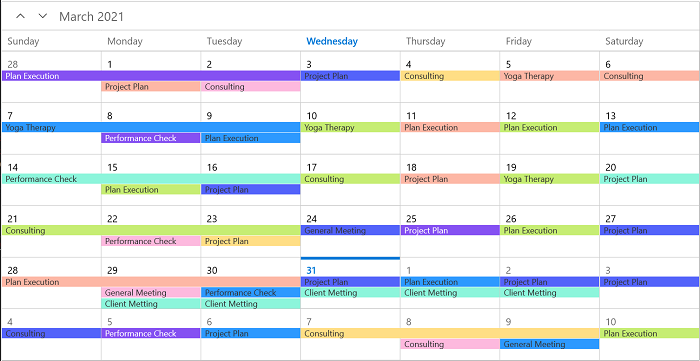 March 2021
Sunday Monday Tuesday Wednesday Thursday Friday Saturday
28 1 2 3 4 5 6
Plan Execution Project Plan Consulting Yoga Therapy Consulting
Project Plan Consulting
7 8 9 10 11 12 13
Yoga Therapy Yoga Therapy Plan Execution Plan Execution Plan Execution
Performance Check Plan Execution
14 15 16 17 18 19 20
Performance Check Consulting Project Plan Yoga Therapy Project Plan
Plan Execution Project Plan
21 22 23 24 25 26 27
Consulting General Meeting Project Plan Plan Execution Project Plan
Performance Check Project Plan
28 29 30 31 1 2 3
Plan Execution Project Plan Plan Execution Project Plan Project Plan
General Meeting Performance Check Client Metting Client Metting Client Metting
Client Metting Client Metting
4 5 6 7 8 9 10
Consulting Performance Check Project Plan Consulting Plan Execution
Consulting General Meeting